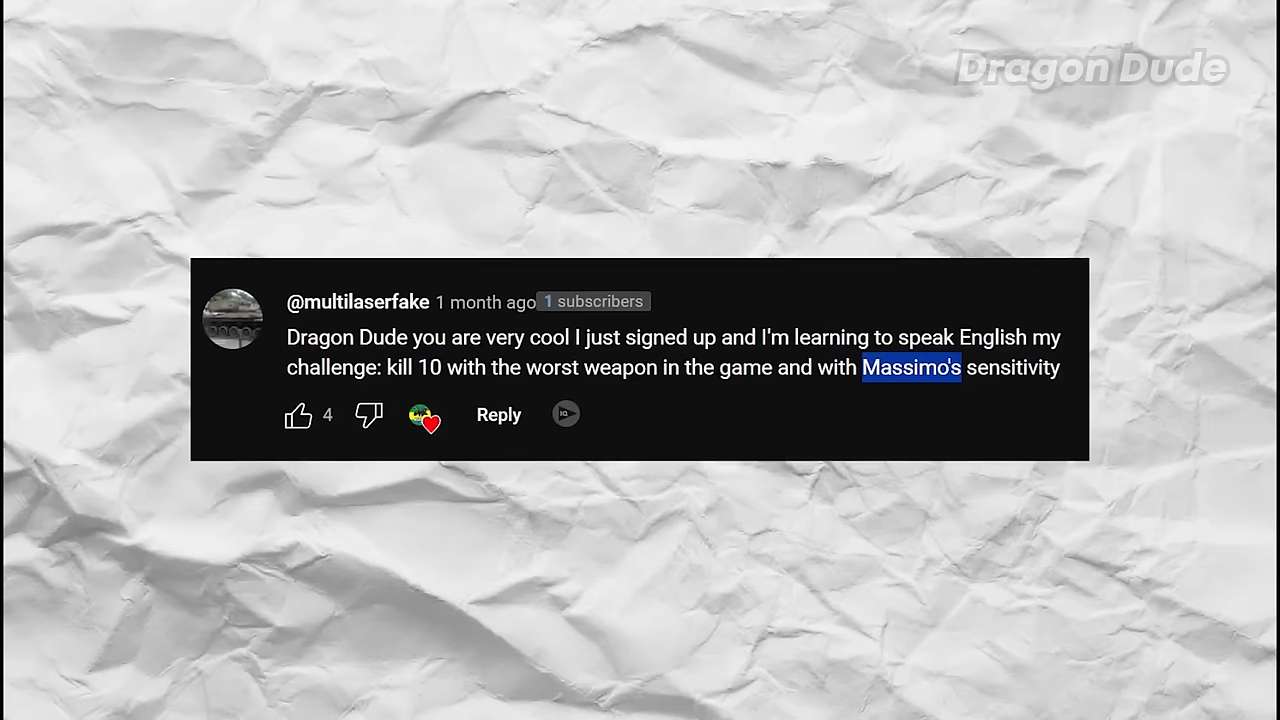 Dragon Dude
@multilaserfake 1 month ago 1 subscribers
Dragon Dude you are very cool I just signed up and I'm learning to speak English my
challenge: kill 10 with the worst weapon in the game and with Massimo's sensitivity
4 Reply IQ